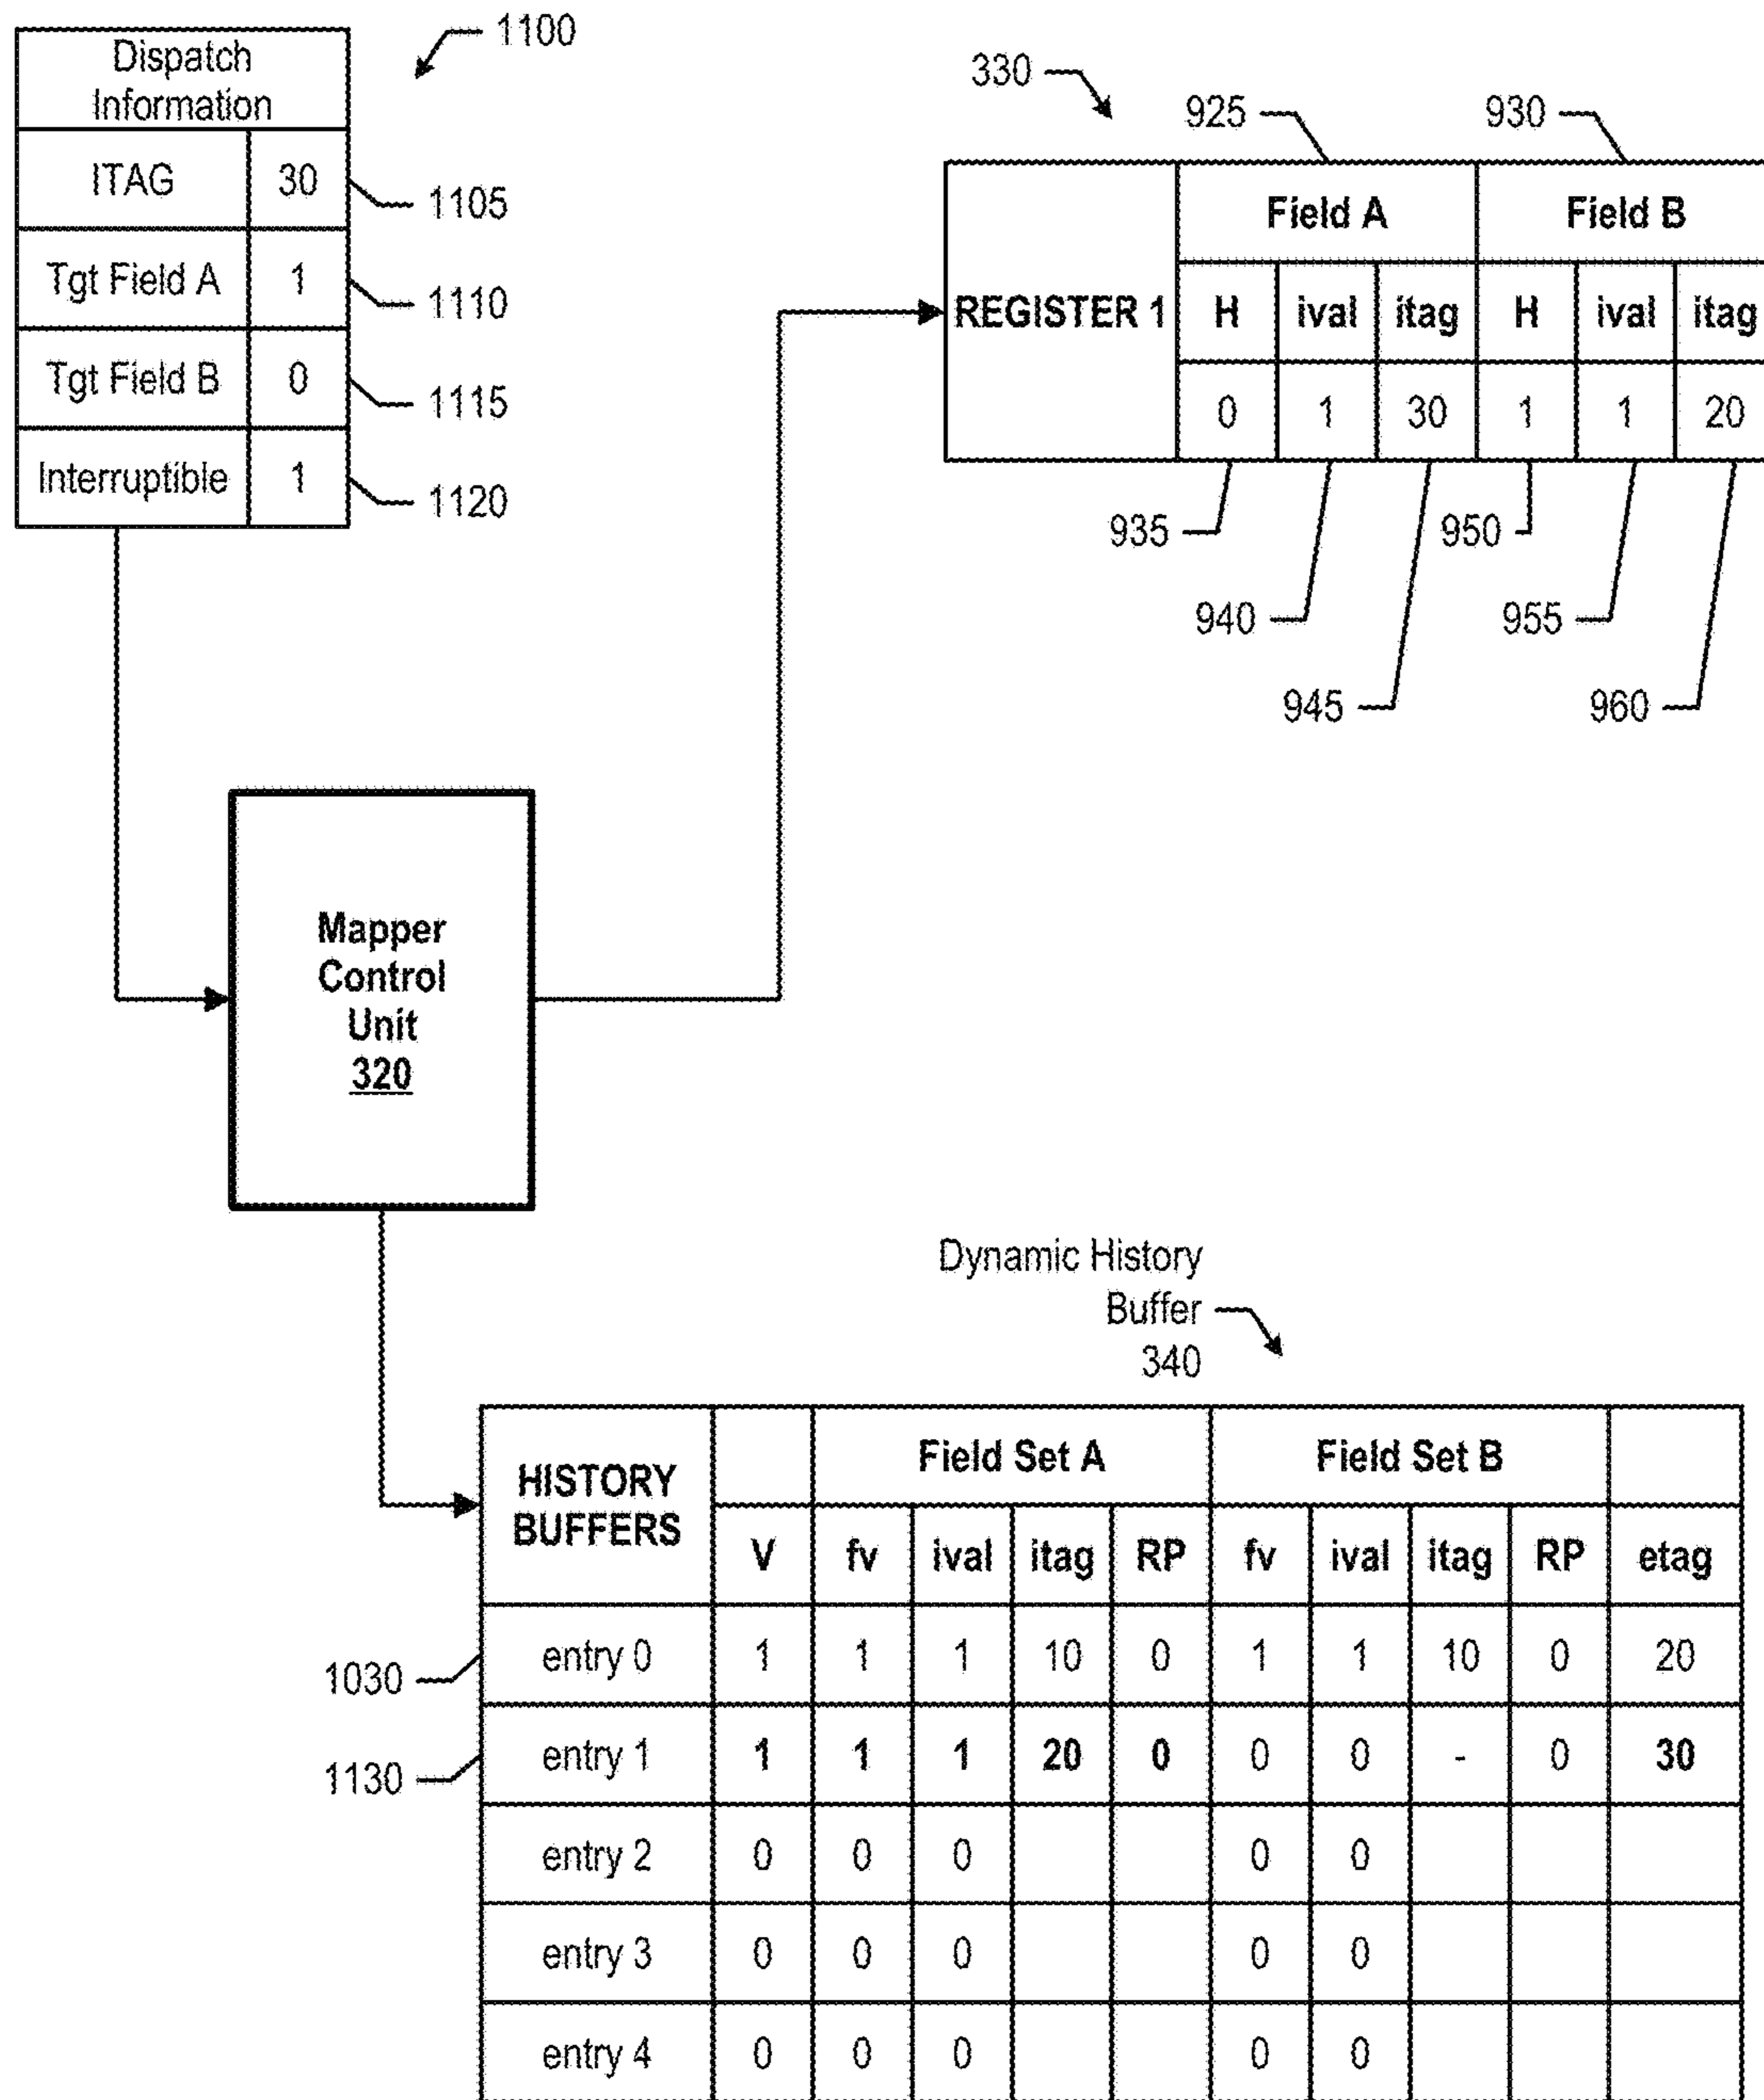 Dispatch
Information
1100
ITAG 30
1105
Tgt Field A 1
1110
Tgt Field B 0
1115
Interruptible 1
1120
330
925
930
REGISTER 1
Field A Field B
H ival itag H ival itag
0 1 30 1 1 20
935
950
940
955
945
960
Mapper
Control
Unit
320
Dynamic History
Buffer
340
HISTORY
BUFFERS
Field Set A Field Set B
V fv ival itag RP fv ival itag RP etag
1030
entry 0 1 1 1 10 0 1 1 10 0 20
1130
entry 1 1 1 1 20 0 0 0 - 0 30
entry 2 0 0 0 0 0
entry 3 0 0 0 0 0
entry 4 0 0 0 0 0